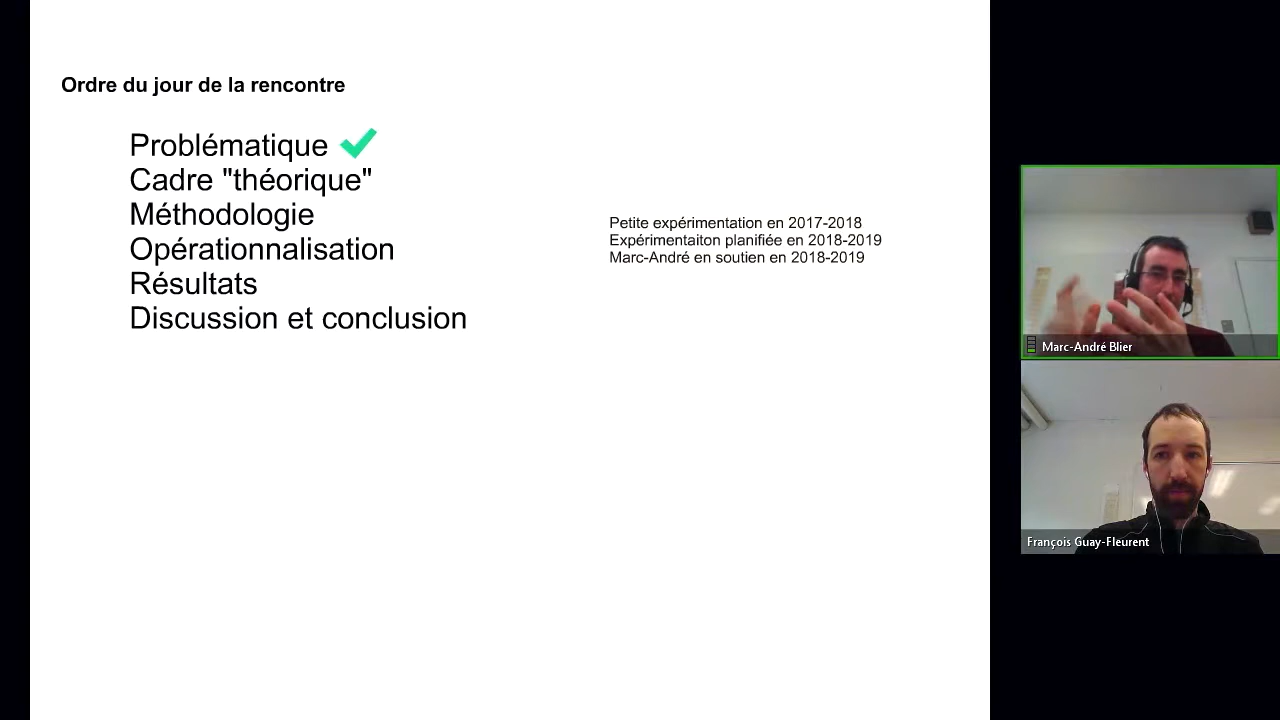 Ordre du jour de la rencontre
Problématique
Cadre "théorique"
Méthodologie
Opérationnalisation
Résultats
Discussion et conclusion
Petite expérimentation en 2017-2018
Expérimentaiton planifiée en 2018-2019
Marc-André en soutien en 2018-2019
Marc-André Blier
François Guay-Fleurent